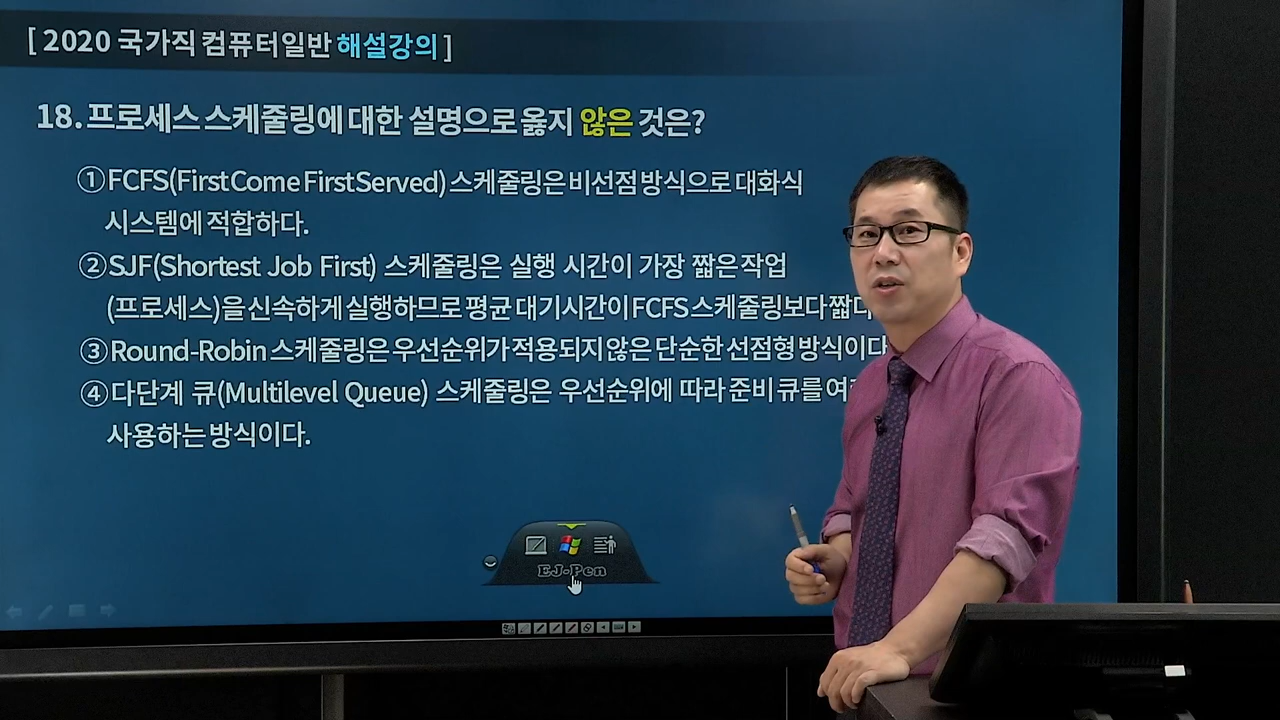 [ 2020 국가직 컴퓨터일반 해설강의 ]
18. 프로세스 스케줄링에 대한 설명으로 옳지 않은 것은?
① FCFS(First Come First Served) 스케줄링은 비선점 방식으로 대화식
시스템에 적합하다.
② SJF(Shortest Job First) 스케줄링은 실행 시간이 가장 짧은 작업
(프로세스)을 신속하게 실행하므로 평균 대기시간이 FCFS 스케줄링보다
③ Round-Robin 스케줄링은 우선순위가 적용되지 않은 단순한 선점형 방식이다
④ 다단계 큐(Multilevel Queue) 스케줄링은 우선순위에 따라 준비 큐를
사용하는 방식이다.
EJ-Pen